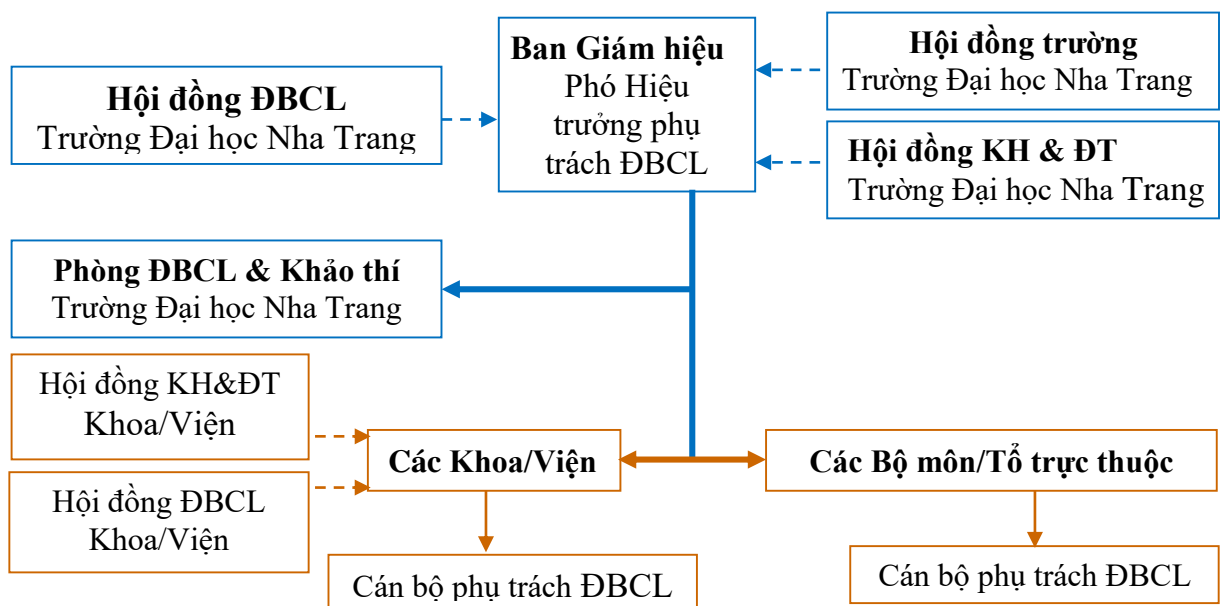 Ban Giám hiệu
Phó Hiệu
trưởng phụ
trách ĐBCL
Hội đồng trường
Trường Đại học Nha Trang
Hội đồng ĐBCL
Trường Đại học Nha Trang
Hội đồng KH & ĐT
Trường Đại học Nha Trang
Phòng ĐBCL & Khảo thí
Trường Đại học Nha Trang
Hội đồng KH&ĐT
Khoa/Viện
Các Khoa/Viện
Các Bộ môn/Tổ trực thuộc
Hội đồng ĐBCL
Khoa/Viện
Cán bộ phụ trách ĐBCL
Cán bộ phụ trách ĐBCL